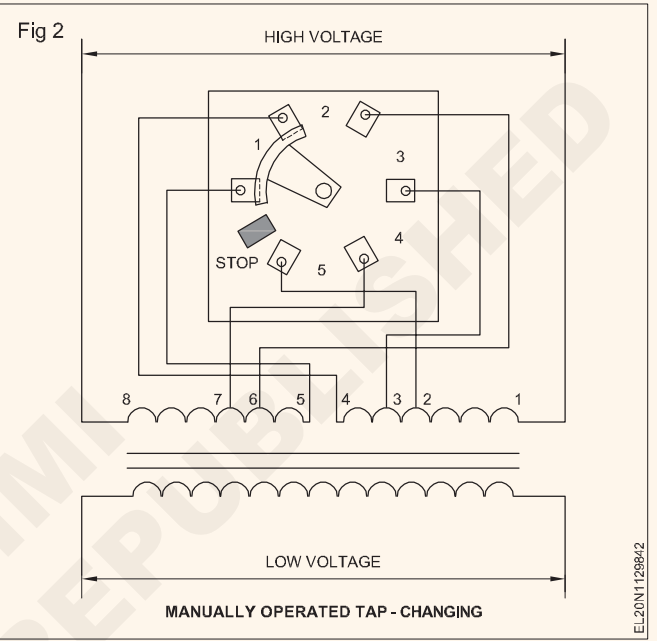 Fig 2
HIGH VOLTAGE
2
1
3
4
STOP
5
8 7 6 5 4 3 2 1
LOW VOLTAGE
MANUALLY OPERATED TAP - CHANGING
EL20N1129842
REPUBLISHED